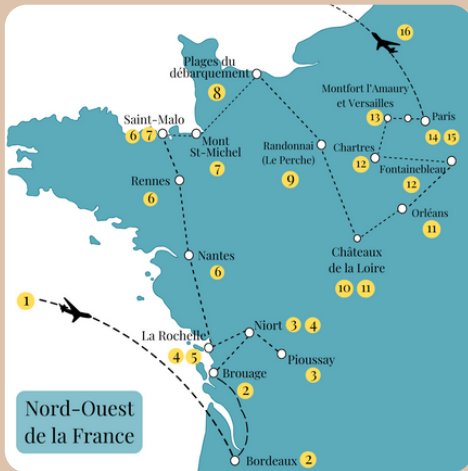 16
Plages du
débarquement
8
Montfort l'Amaury
et Versailles
13
Paris
14 15
Saint-Malo
6 7
Mont
St-Michel
7
Randonnai
(Le Perche)
9
Chartres
12
Fontainebleau
12
Rennes
6
Orléans
11
Nantes
6
Châteaux
de la Loire
10 11
1
Niort 3 4
La Rochelle
4 5
Pioussay
3
Brouage
2
Nord-Ouest
de la France
Bordeaux 2